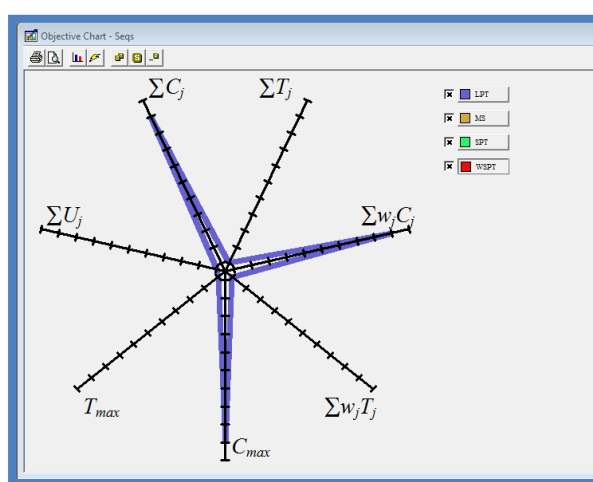 Objective Chart - Seqs
∑Cⱼ
∑Tⱼ
LPT
MS
SPT
WSPT
∑Uⱼ
∑wⱼCⱼ
Tₘₐₓ
∑wⱼTⱼ
Cₘₐₓ